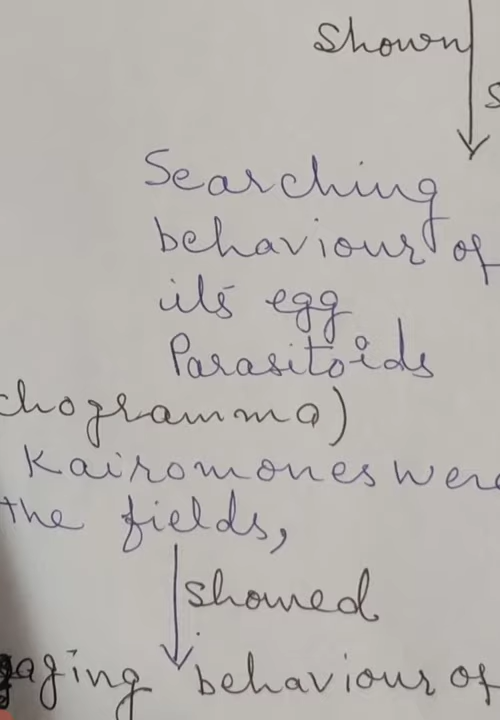 Shown
Searching
behaviour of
its egg
Parasitoids
chogramma)
Kairomones were
the fields,
showed
behaviour of